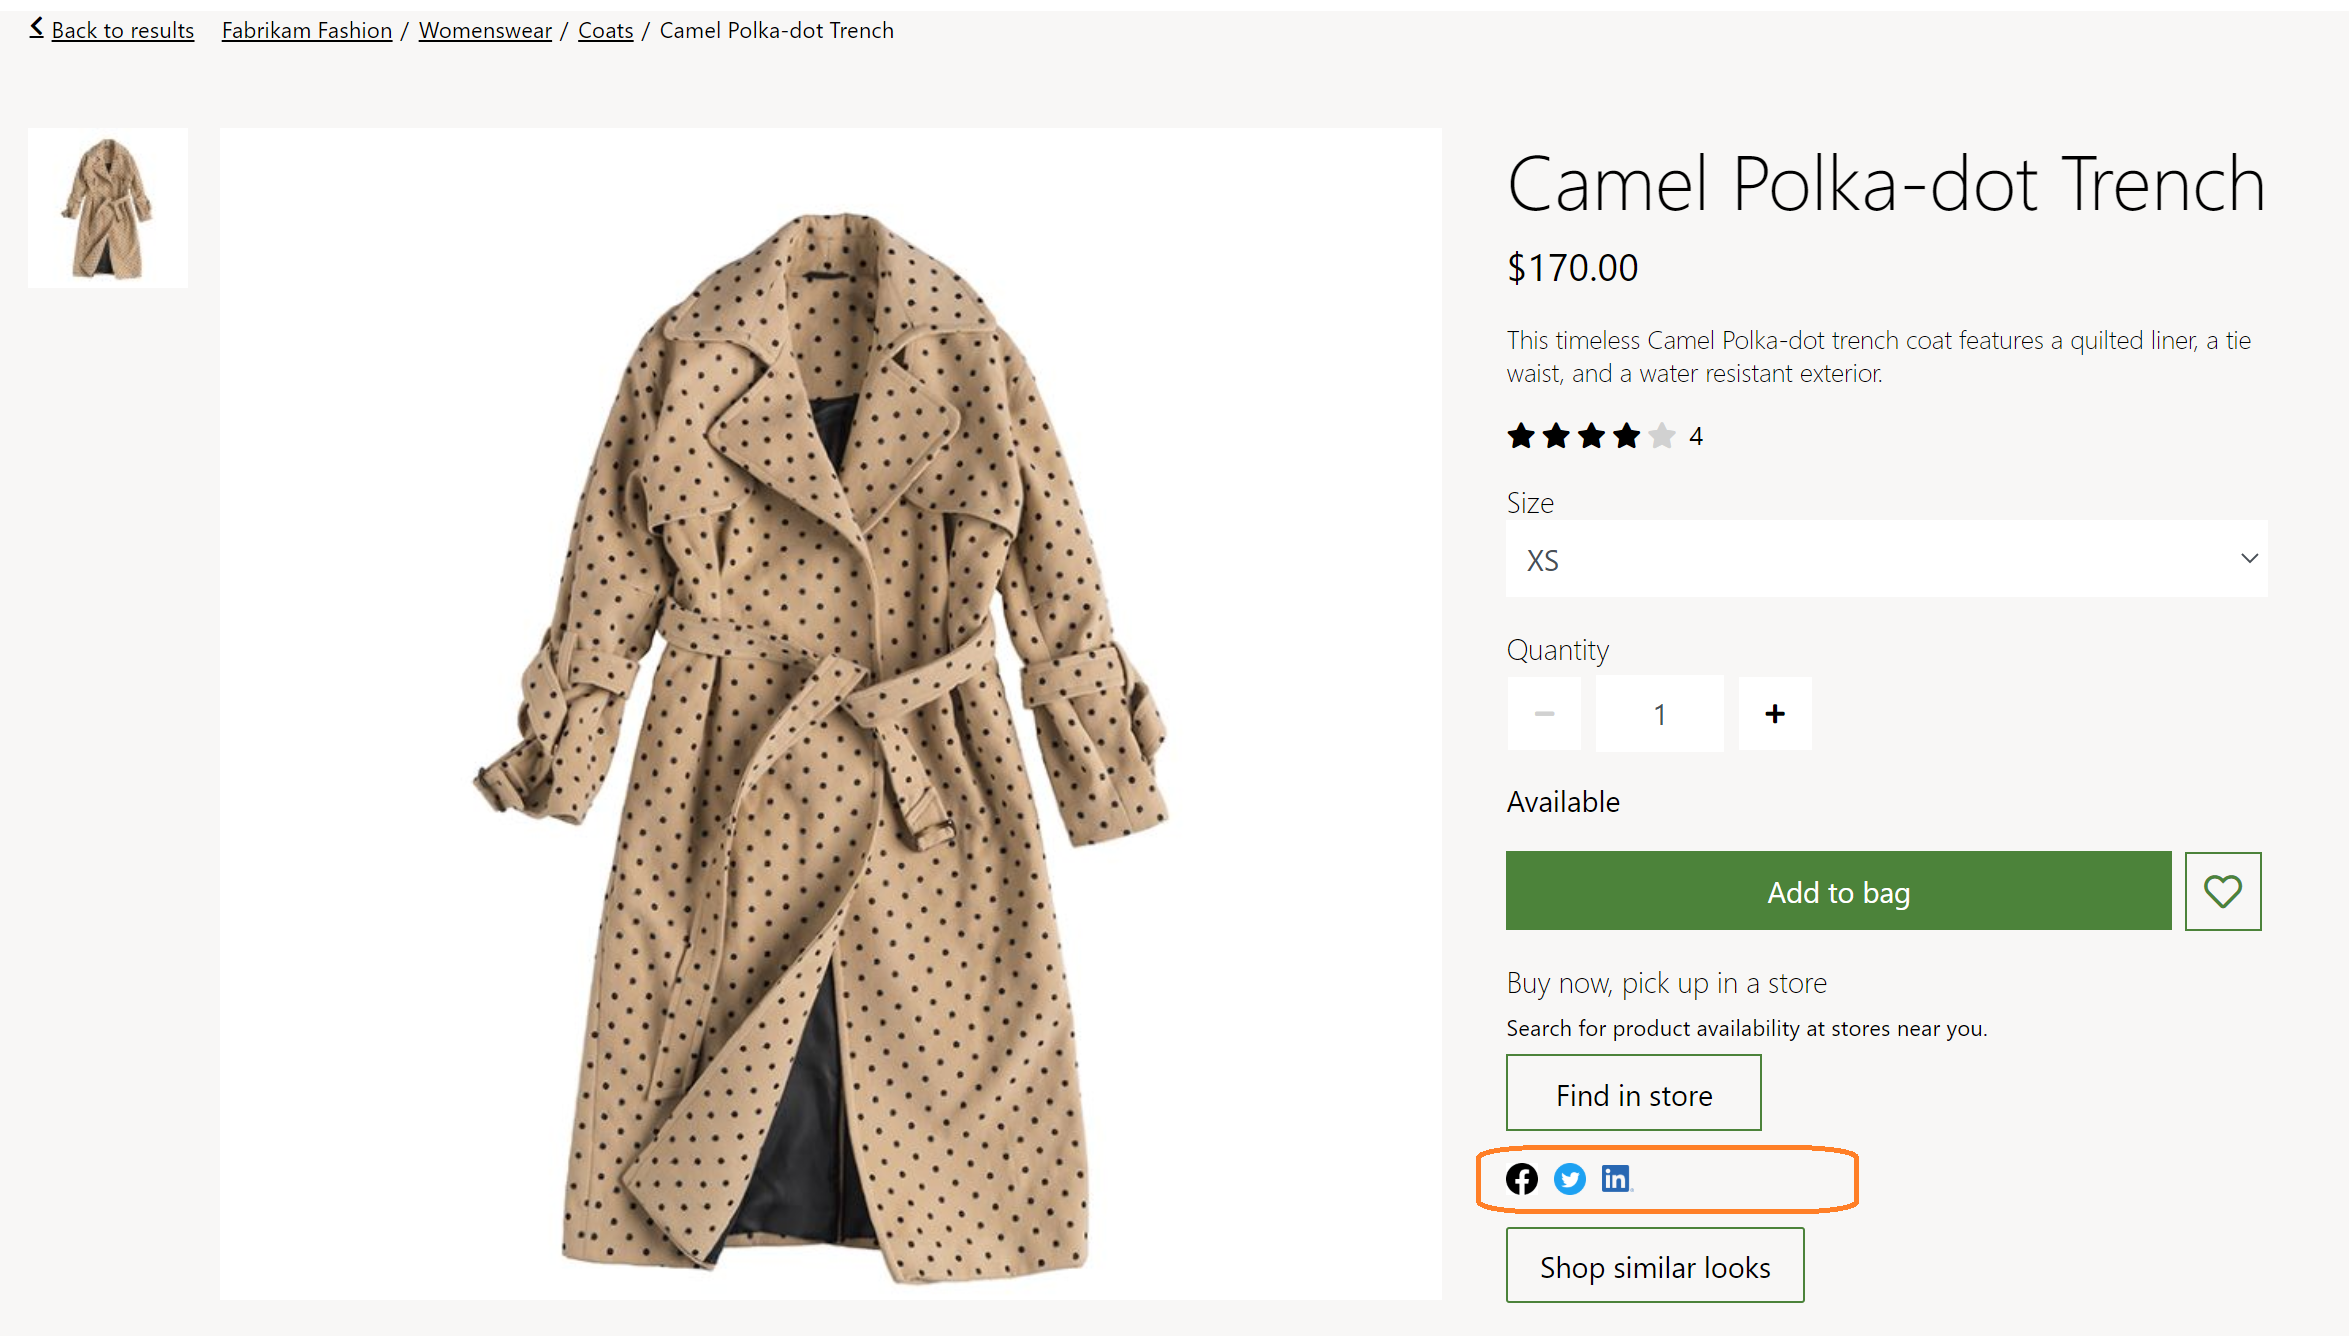 Back to results Fabrikam Fashion / Womenswear / Coats / Camel Polka-dot Trench
Camel Polka-dot Trench
$170.00
This timeless Camel Polka-dot trench coat features a quilted liner, a tie
waist, and a water resistant exterior.
4
Size
XS
Quantity
1
Available
Add to bag
Buy now, pick up in a store
Search for product availability at stores near you.
Find in store
f in
Shop similar looks